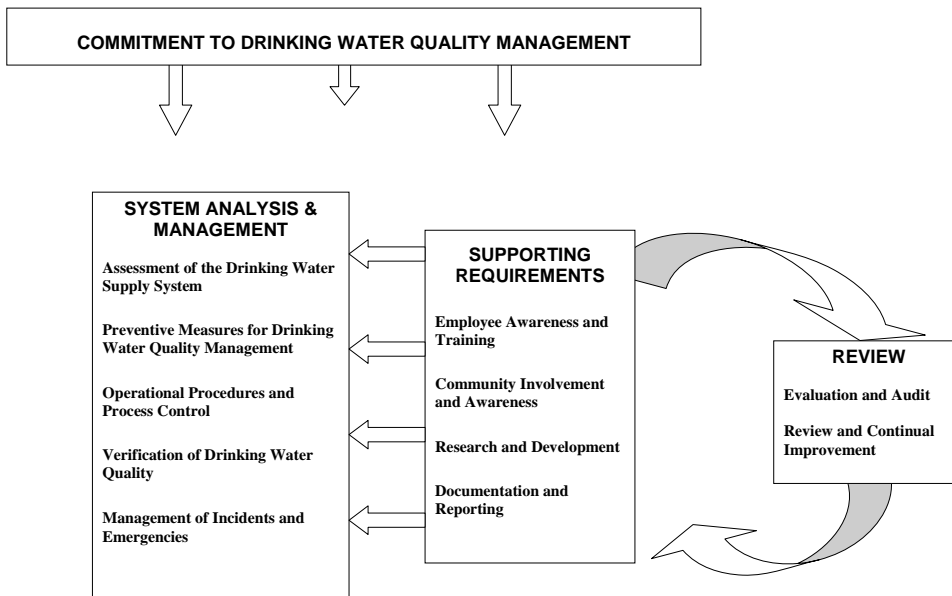 COMMITMENT TO DRINKING WATER QUALITY MANAGEMENT
SYSTEM ANALYSIS &
MANAGEMENT
Assessment of the Drinking Water
Supply System
Preventive Measures for Drinking
Water Quality Management
Operational Procedures and
Process Control
Verification of Drinking Water
Quality
Management of Incidents and
Emergencies
SUPPORTING
REQUIREMENTS
Employee Awareness and
Training
Community Involvement
and Awareness
Research and Development
Documentation and
Reporting
REVIEW
Evaluation and Audit
Review and Continual
Improvement